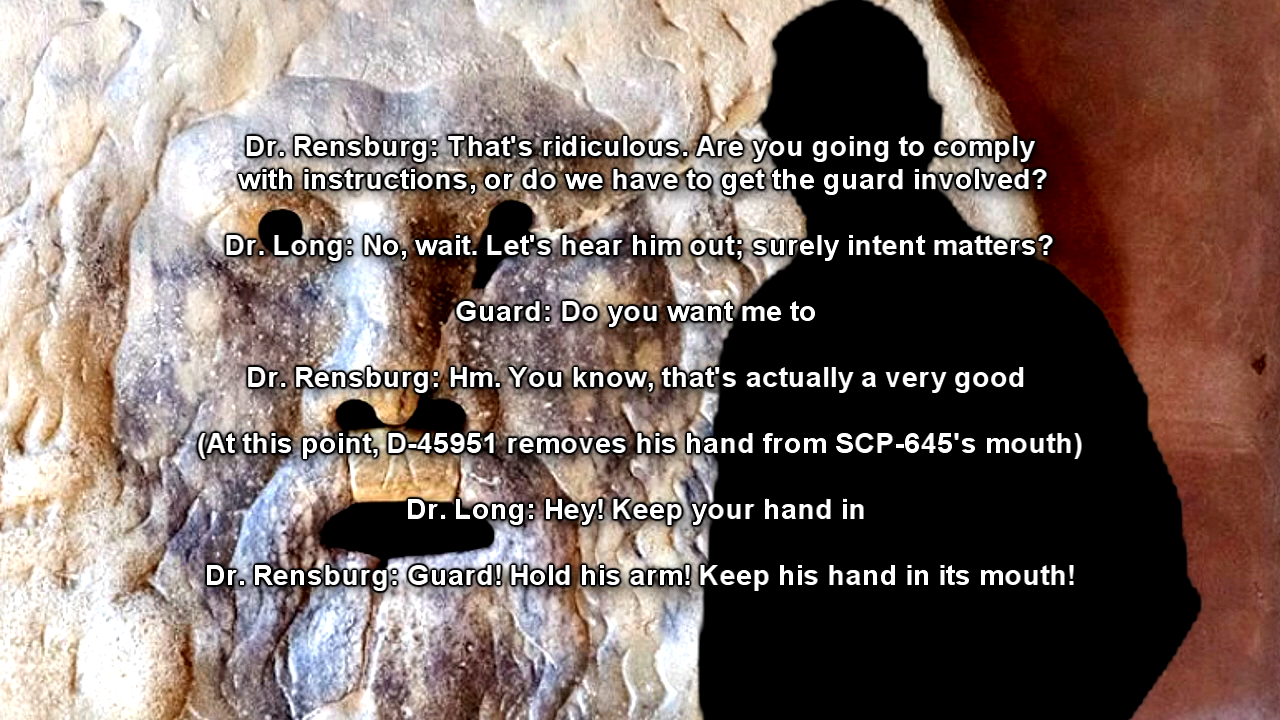 Dr. Rensburg: That's ridiculous. Are you going to comply
with instructions, or do we have to get the guard involved?
Dr. Long: No, wait. Let's hear him out; surely intent matters?
Guard: Do you want me to
Dr. Rensburg: Hm. You know, that's actually a very good
(At this point, D-45951 removes his hand from SCP-645's mouth)
Dr. Long: Hey! Keep your hand in
Dr. Rensburg: Guard! Hold his arm! Keep his hand in its mouth!